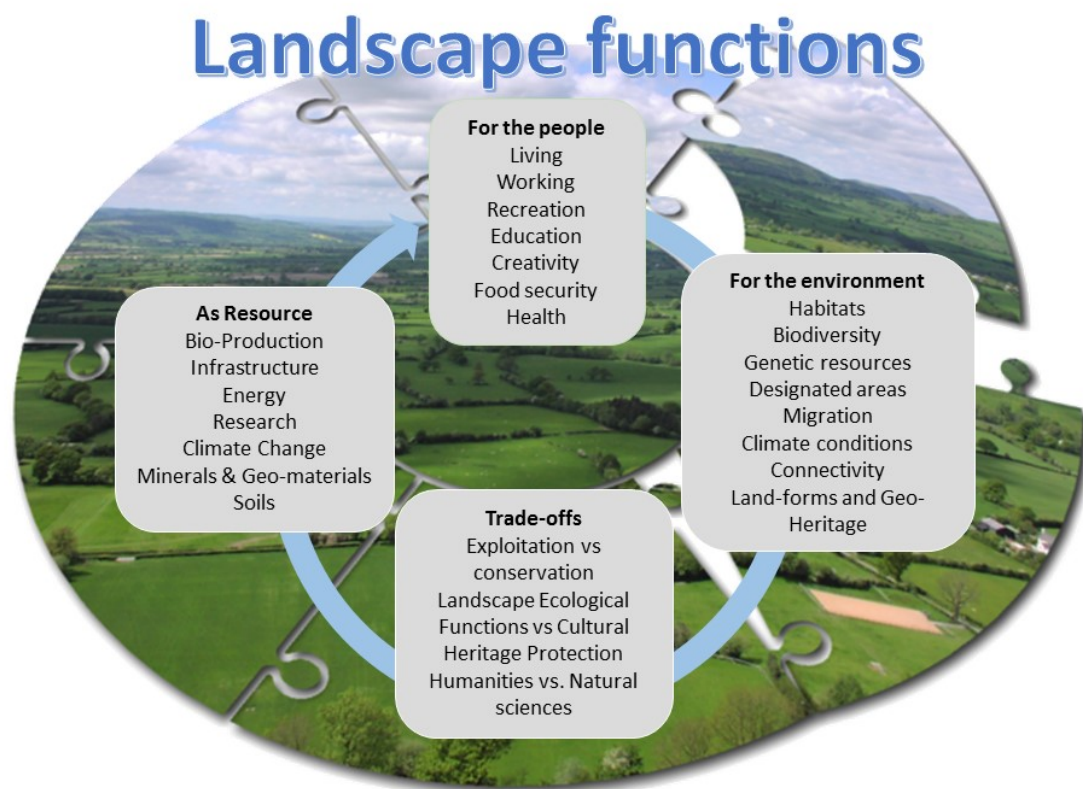 Landscape functions
For the people
Living
Working
Recreation
Education
Creativity
Food security
Health
For the environment
Habitats
Biodiversity
Genetic resources
Designated areas
Migration
Climate conditions
Connectivity
Land-forms and Geo-
Heritage
As Resource
Bio-Production
Infrastructure
Energy
Research
Climate Change
Minerals & Geo-materials
Soils
Trade-offs
Exploitation vs
conservation
Landscape Ecological
Functions vs Cultural
Heritage Protection
Humanities vs. Natural
sciences